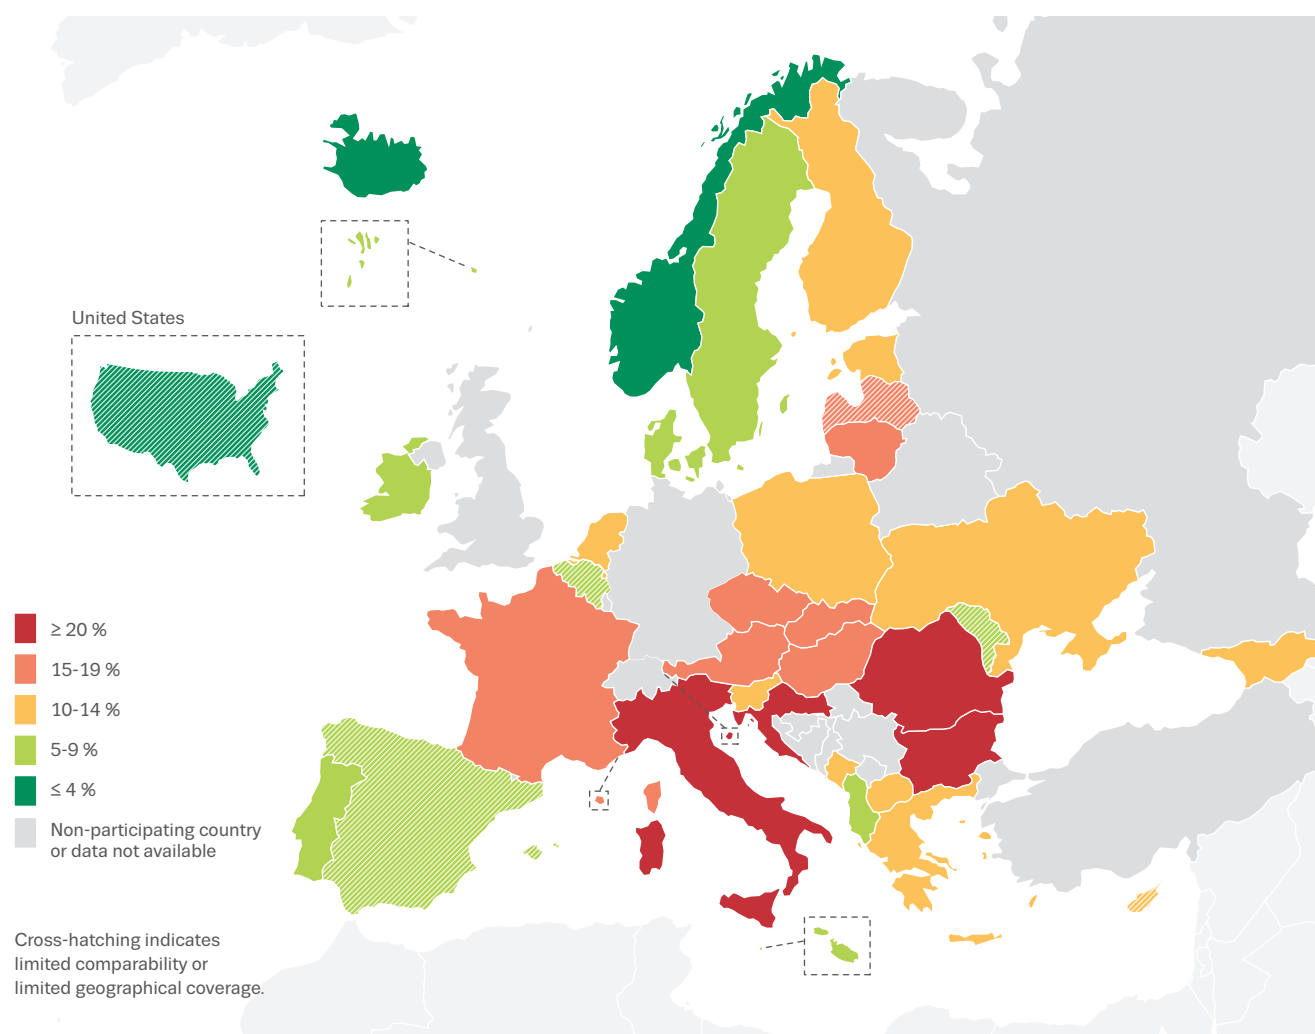 United States
≥ 20 %
15-19 %
10-14 %
5-9 %
≤ 4 %
Non-participating country
or data not available
Cross-hatching indicates
limited comparability or
limited geographical coverage.